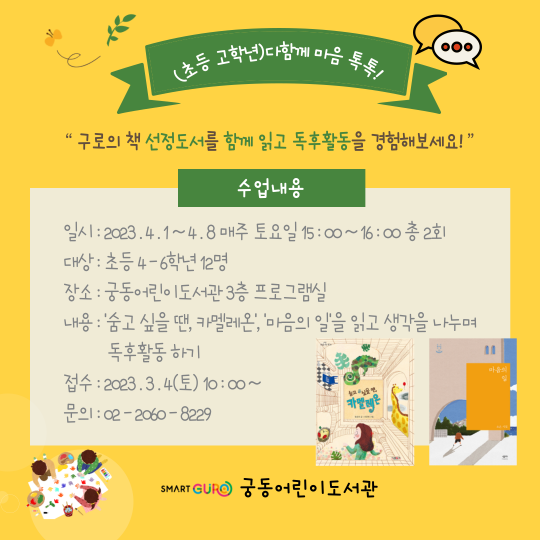 (초등 고학년)다함께 마음 톡톡!
“ 구로의 책 선정도서를 함께 읽고 독후활동을 경험해보세요! ”
수업내용
일시 : 2023. 4. 1 ~ 4. 8 매주 토요일 15 : 00 ~ 16 : 00 총 2회
대상 : 초등 4 - 6학년 12명
장소 : 궁동어린이도서관 3층 프로그램실
내용 : '숨고 싶을 땐, 카멜레온', '마음의 일'을 읽고 생각을 나누며
독후활동 하기
접수 : 2023. 3. 4(토) 10 : 00 ~
문의 : 02 - 2060 - 8229
숨고 싶을 땐,
카멜레온
마음의
일
SMART GURO 궁동어린이도서관